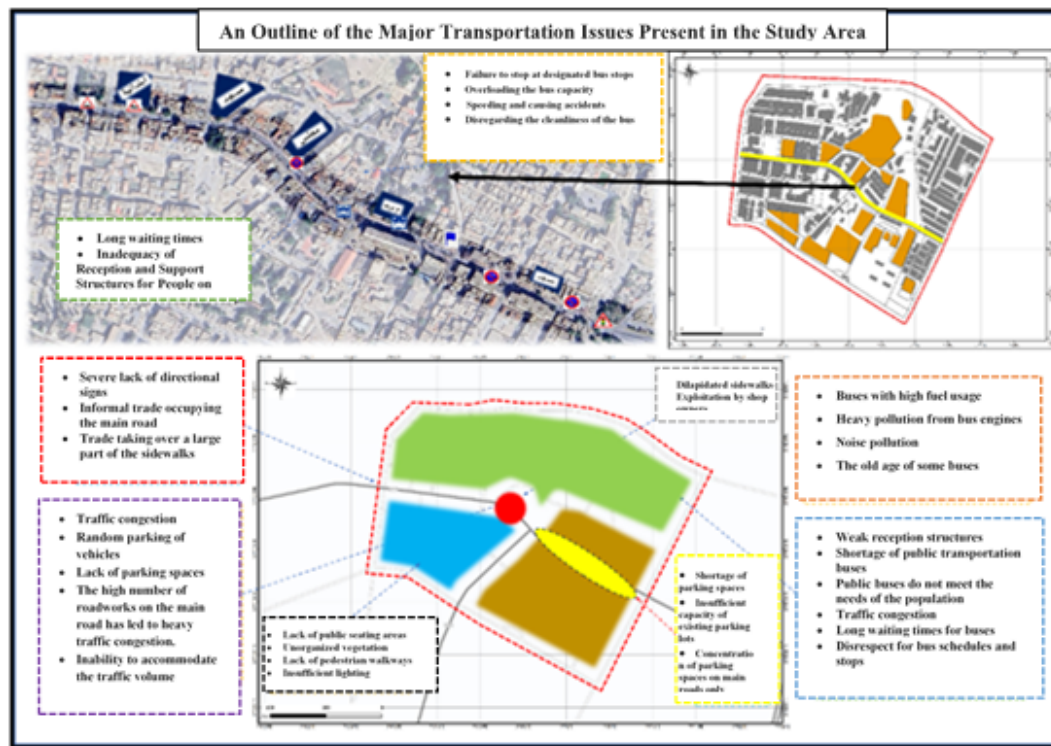 An Outline of the Major Transportation Issues Present in the Study Area
• Failure to stop at designated bus stops
• Overloading the bus capacity
• Speeding and causing accidents
• Disregarding the cleanliness of the bus
• Long waiting times
• Inadequacy of
Reception and Support
Structures for People on
• Severe lack of directional
signs
• Informal trade occupying
the main road
• Trade taking over a large
part of the sidewalks
Dilapidated sidewalks
Exploitation by shop
• Buses with high fuel usage
• Heavy pollution from bus engines
• Noise pollution
• The old age of some buses
• Traffic congestion
• Random parking of
vehicles
• Lack of parking spaces
• The high number of
roadworks on the main
road has led to heavy
traffic congestion.
• Inability to accommodate
the traffic volume
• Lack of public seating areas
• Unorganized vegetation
• Lack of pedestrian walkways
• Insufficient lighting
• Shortage of
parking spaces
• Insufficient
capacity of
existing parking
lots
• Concentratio
n of parking
spaces on main
roads only
• Weak reception structures
• Shortage of public transportation
buses
• Public buses do not meet the
needs of the population
• Traffic congestion
• Long waiting times for buses
• Disrespect for bus schedules and
stops